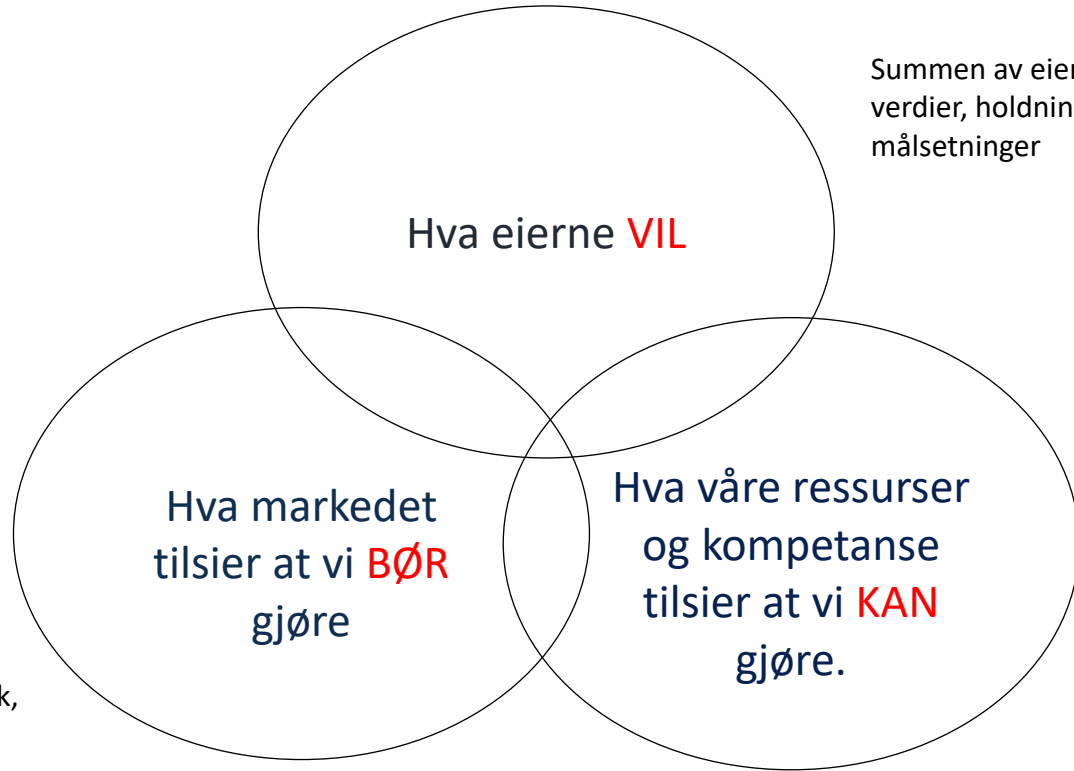 Summen av eier
verdier, holdnin
målsetninger
Hva eierne VIL
Hva markedet
tilsier at vi BØR
gjøre
Hva våre ressurser
og kompetanse
tilsier at vi KAN
gjøre.
k,